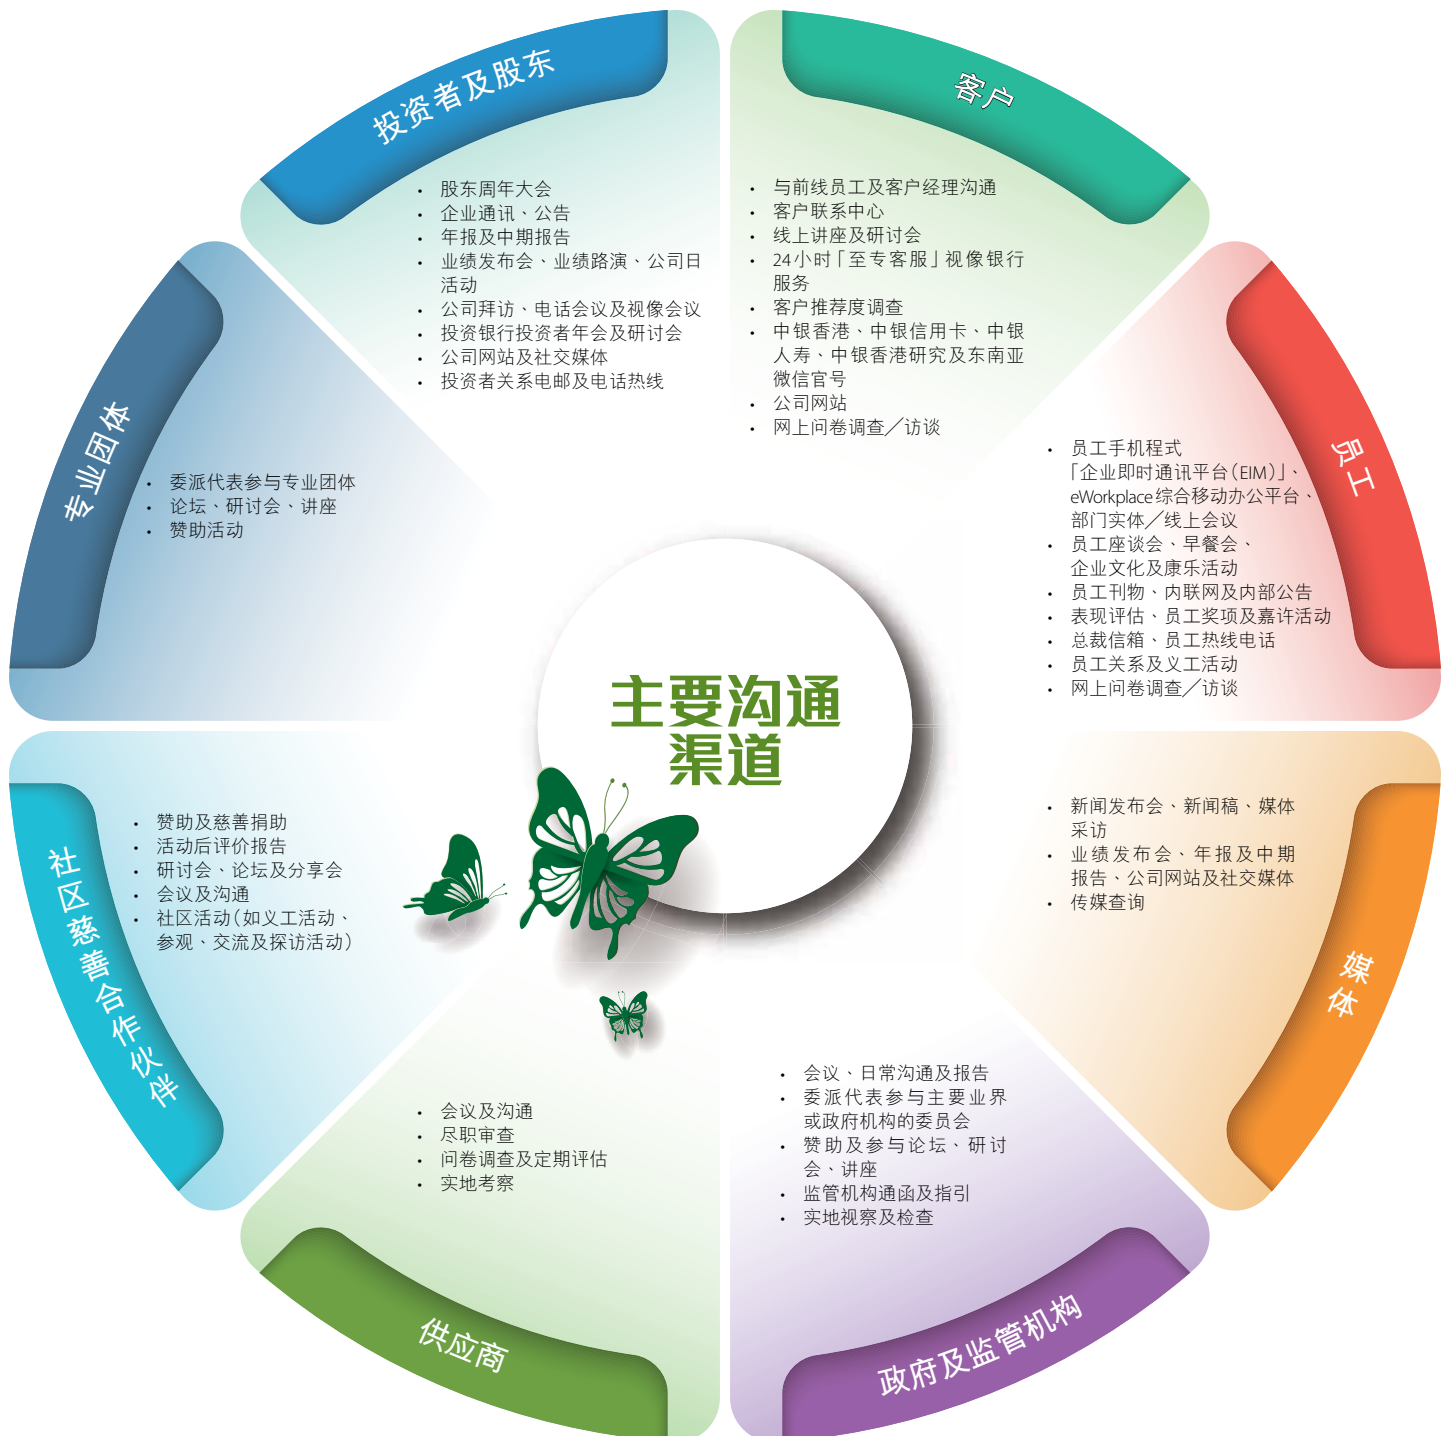 主要沟通
渠道
投资者及股东
• 股东周年大会
• 企业通讯、公告
• 年报及中期报告
• 业绩发布会、业绩路演、公司日
活动
• 公司拜访、电话会议及视像会议
• 投资银行投资者年会及研讨会
• 公司网站及社交媒体
• 投资者关系电邮及电话热线
客户
• 与前线员工及客户经理沟通
• 客户联系中心
• 线上讲座及研讨会
• 24小时「至专客服」视像银行
服务
• 客户推荐度调查
• 中银香港、中银信用卡、中银
人寿、中银香港研究及东南亚
微信官号
• 公司网站
• 网上问卷调查╱访谈
员工
• 员工手机程式
「企业即时通讯平台(EIM)」、
eWorkplace综合移动办公平台、
部门实体╱线上会议
• 员工座谈会、早餐会、
企业文化及康乐活动
• 员工刊物、内联网及内部公告
• 表现评估、员工奖项及嘉许活动
• 总裁信箱、员工热线电话
• 员工关系及义工活动
• 网上问卷调查╱访谈
媒体
• 新闻发布会、新闻稿、媒体
采访
• 业绩发布会、年报及中期
报告、公司网站及社交媒体
• 传媒查询
政府及监管机构
• 会议、日常沟通及报告
• 委派代表参与主要业界
或政府机构的委员会
• 赞助及参与论坛、研讨
会、讲座
• 监管机构通函及指引
• 实地视察及检查
供应商
• 会议及沟通
• 尽职审查
• 问卷调查及定期评估
• 实地考察
社区慈善合作伙伴
• 赞助及慈善捐助
• 活动后评价报告
• 研讨会、论坛及分享会
• 会议及沟通
• 社区活动(如义工活动、
参观、交流及探访活动)
专业团体
• 委派代表参与专业团体
• 论坛、研讨会、讲座
• 赞助活动